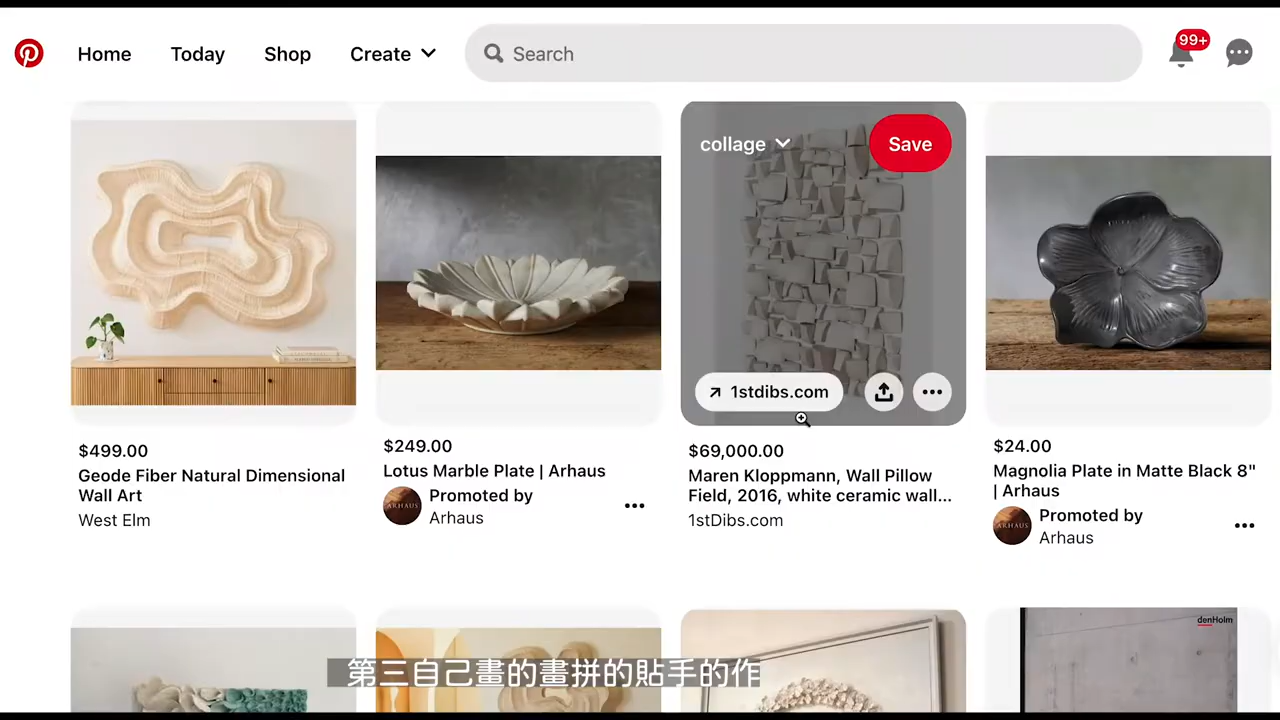 Home
Today
Shop
Create
Search
99+
collage
Save
1stdibs.com
$499.00
Geode Fiber Natural Dimensional
Wall Art
West Elm
$249.00
Lotus Marble Plate | Arhaus
ARHAUS
Promoted by
Arhaus
$69,000.00
Maren Kloppmann, Wall Pillow
Field, 2016, white ceramic wall...
1stDibs.com
$24.00
Magnolia Plate in Matte Black 8"
| Arhaus
ARHAUS
Promoted by
Arhaus
denHolm
第三自己畫的畫拼的貼手的作